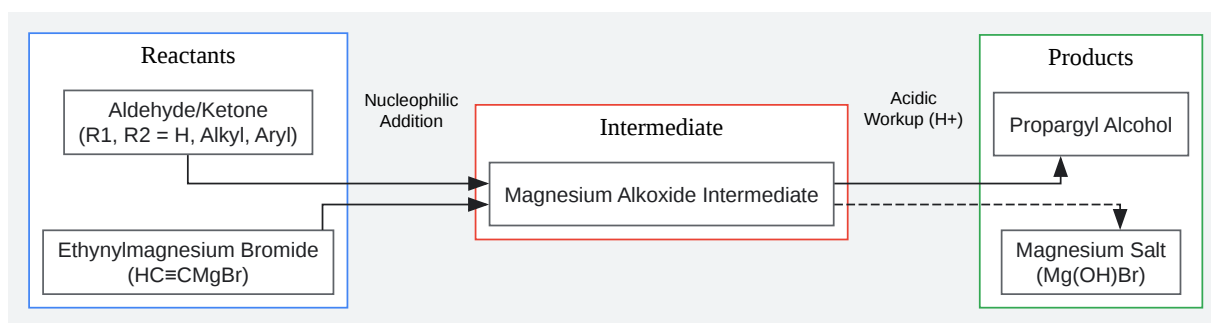 Reactants
Aldehyde/Ketone
(R1, R2 = H, Alkyl, Aryl)
Ethynylmagnesium Bromide
(HC≡CMgBr)
Nucleophilic
Addition
Intermediate
Magnesium Alkoxide Intermediate
Acidic
Workup (H+)
Products
Propargyl Alcohol
Magnesium Salt
(Mg(OH)Br)